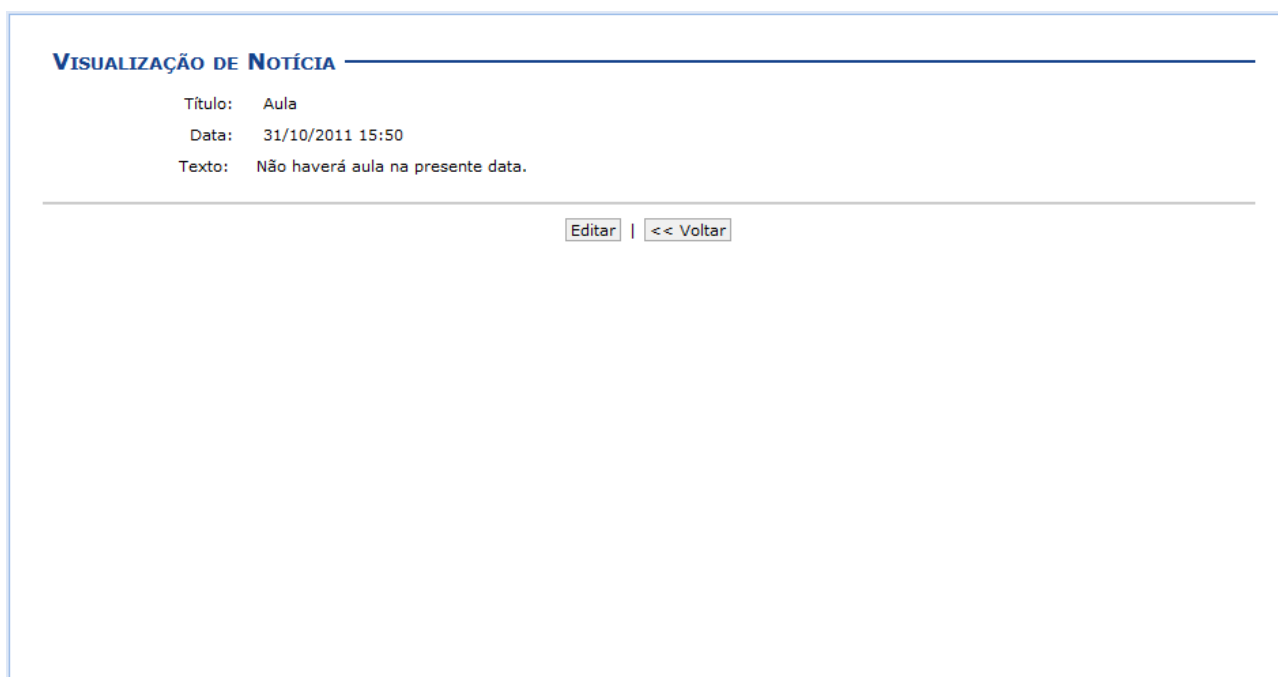 Visualização de Notícia
Título: Aula
Data: 31/10/2011 15:50
Texto: Não haverá aula na presente data.
Editar | << Voltar